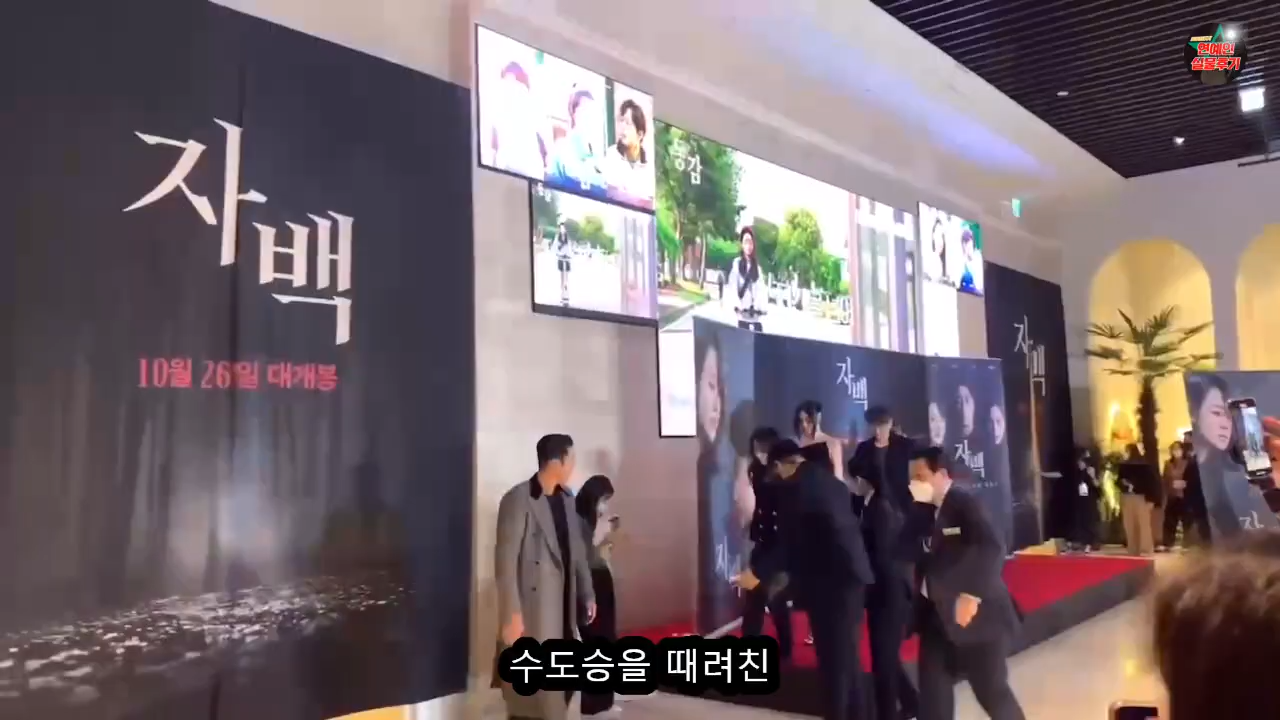 자백
10월 26일 대개봉
동감
자백
자백
자백
연예인
실물후기
수도승을 때려친